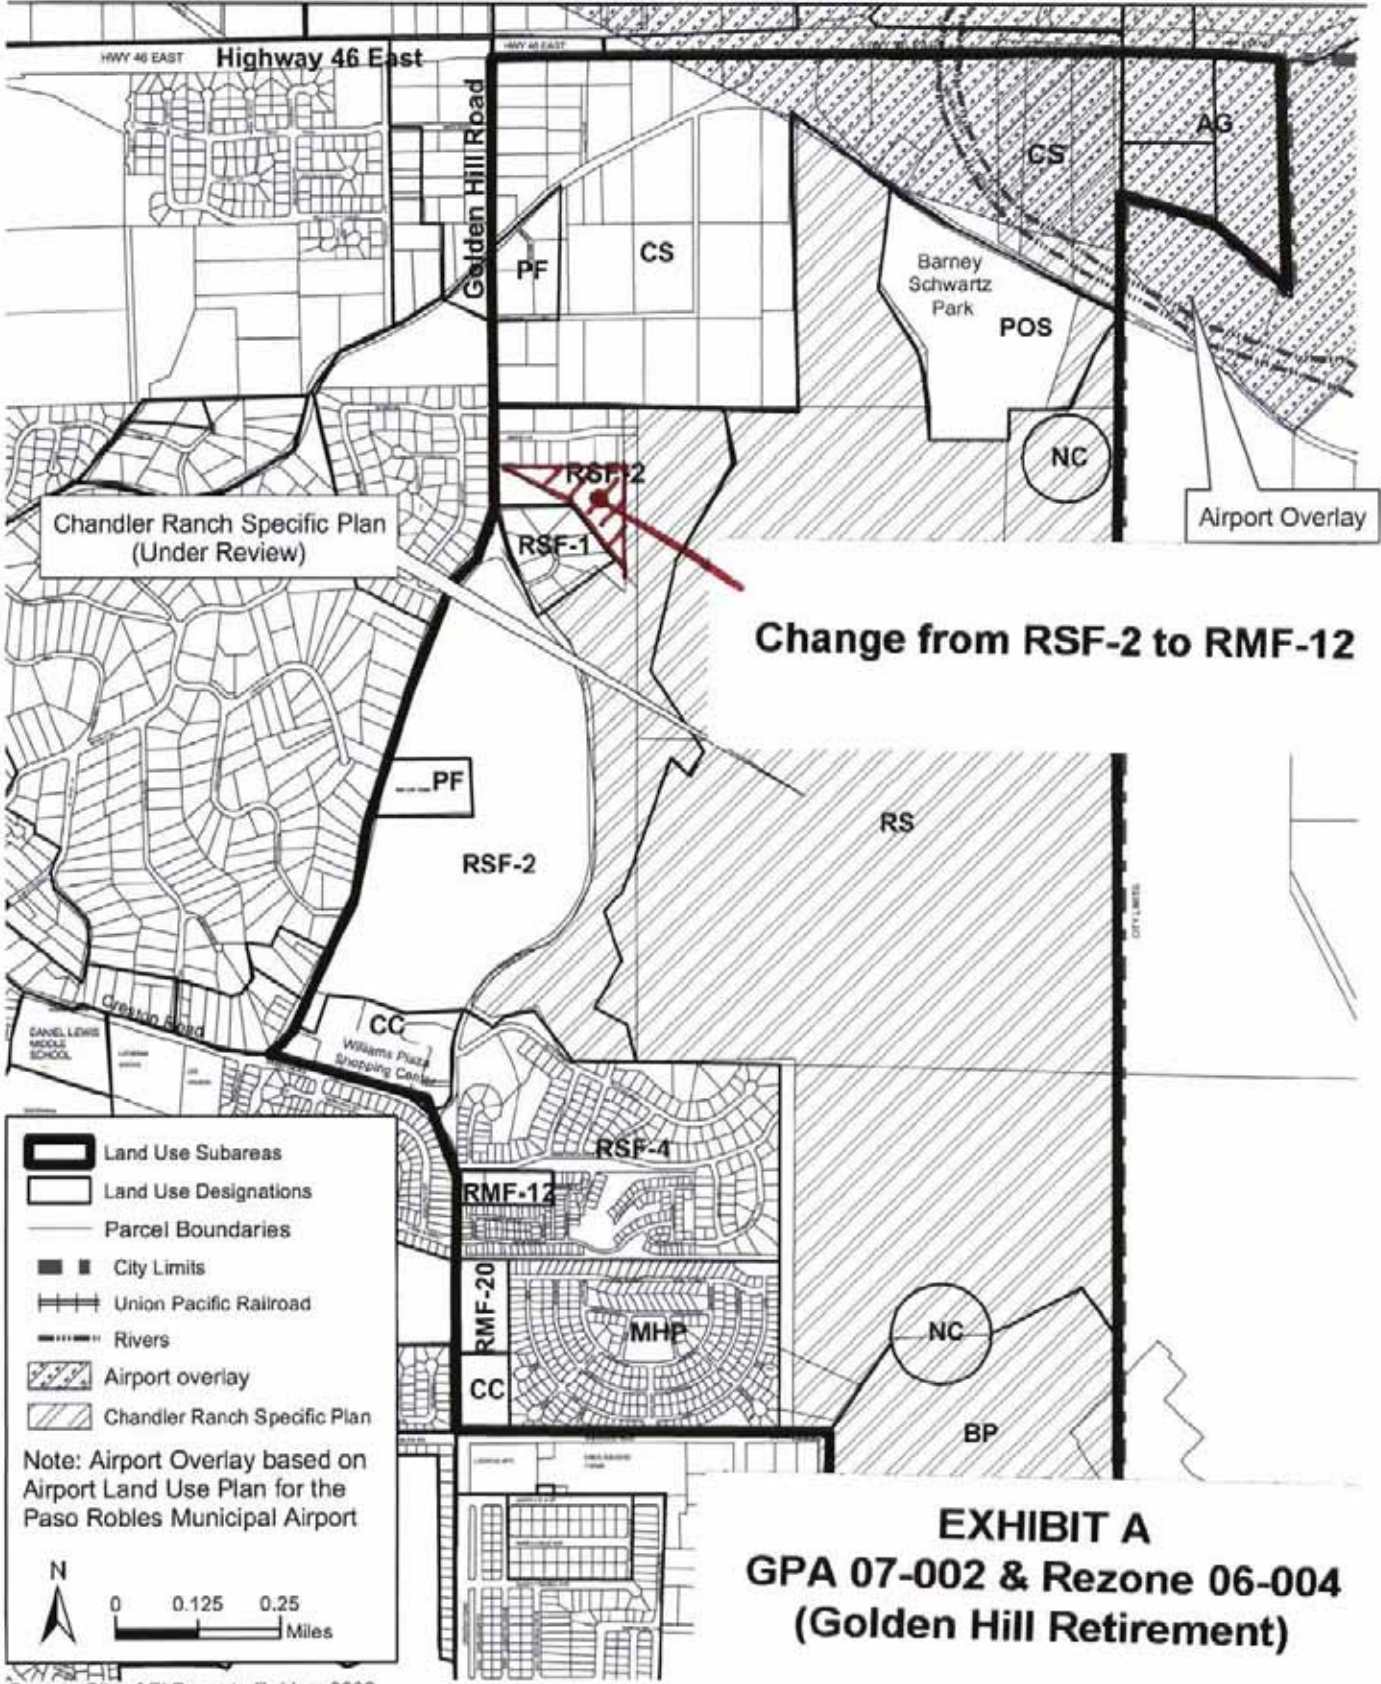 HWY 46 EAST
Highway 46 East
HWY 46 EAST
Golden Hill Road
AG
CS
PF
CS
Barney
Schwartz
Park
POS
NC
RSF-2
Airport Overlay
Chandler Ranch Specific Plan
(Under Review)
RSF-1
Change from RSF-2 to RMF-12
PF
RS
RSF-2
CITY LIMITS
Creston Road
DANIEL LEWIS
MIDDLE
SCHOOL
CC
Williams Plaza
Shopping Center
RSF-4
RMF-12
RMF-20
MHP
NC
CC
BP
Land Use Subareas
Land Use Designations
Parcel Boundaries
City Limits
Union Pacific Railroad
Rivers
Airport overlay
Chandler Ranch Specific Plan
Note: Airport Overlay based on
Airport Land Use Plan for the
Paso Robles Municipal Airport
N
0 0.125 0.25
Miles
EXHIBIT A
GPA 07-002 & Rezone 06-004
(Golden Hill Retirement)